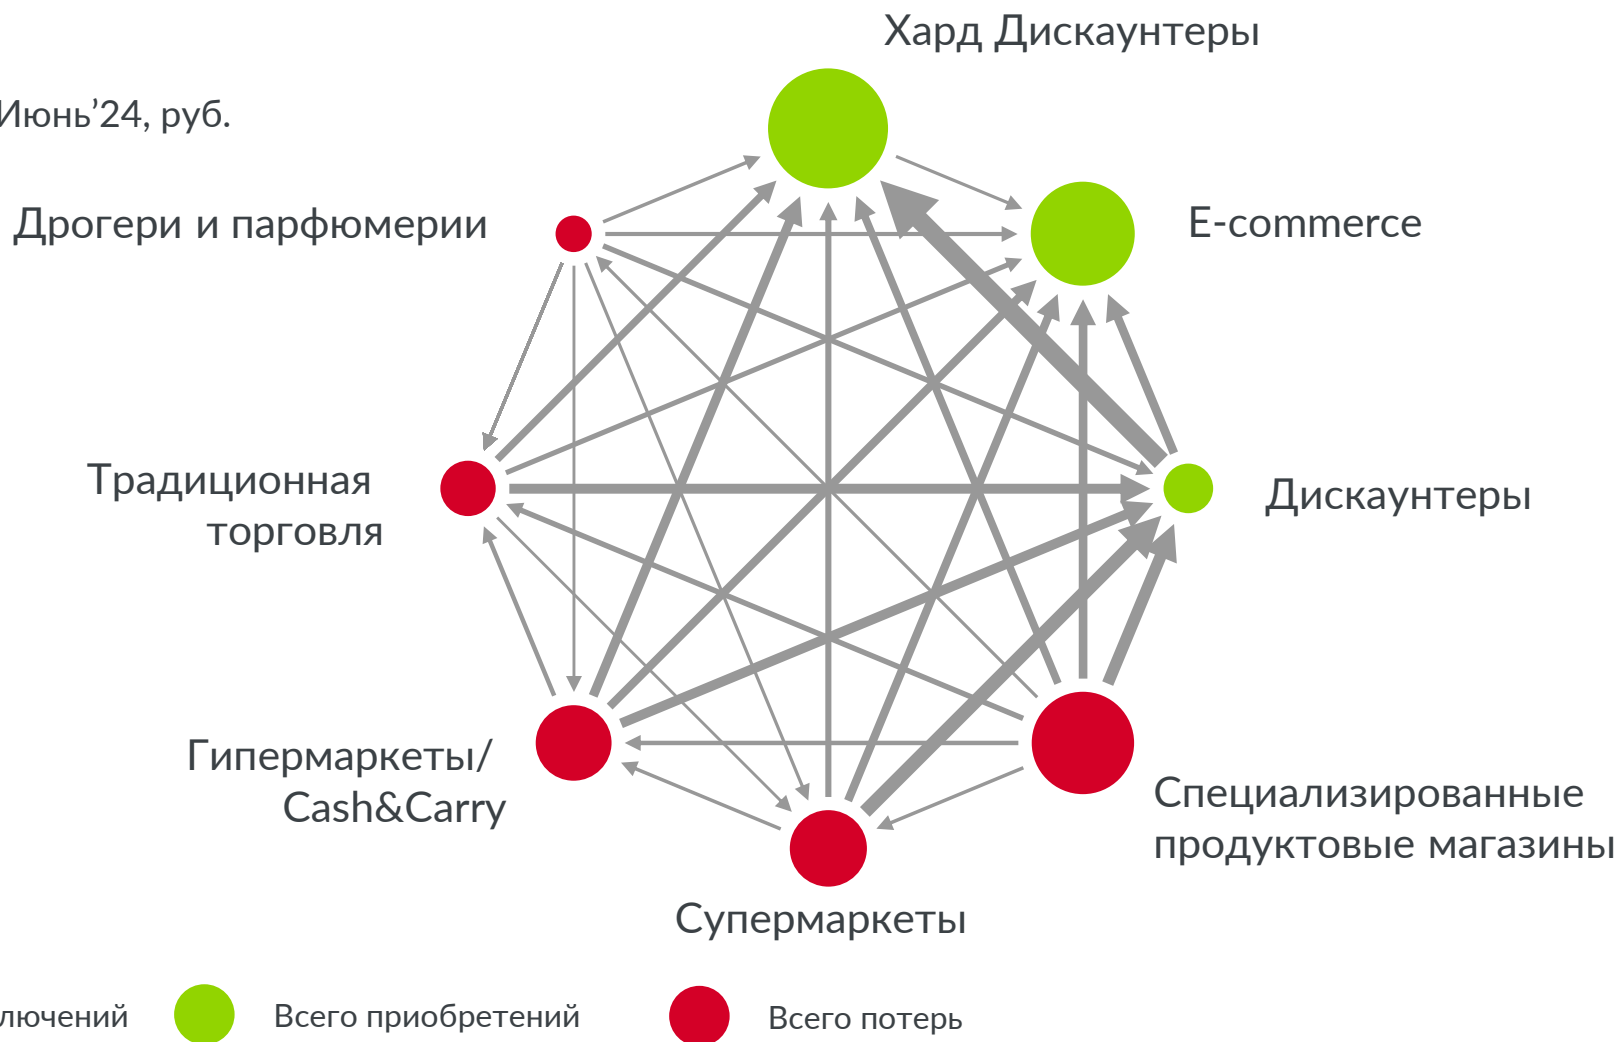 Хард Дискаунтеры
Июнь’24, руб.
Дрогери и парфюмерии
E-commerce
Традиционная
торговля
Дискаунтеры
Гипермаркеты/
Cash&Carry
Специализированные
продуктовые магазины
Супермаркеты
лючений
Всего приобретений
Всего потерь